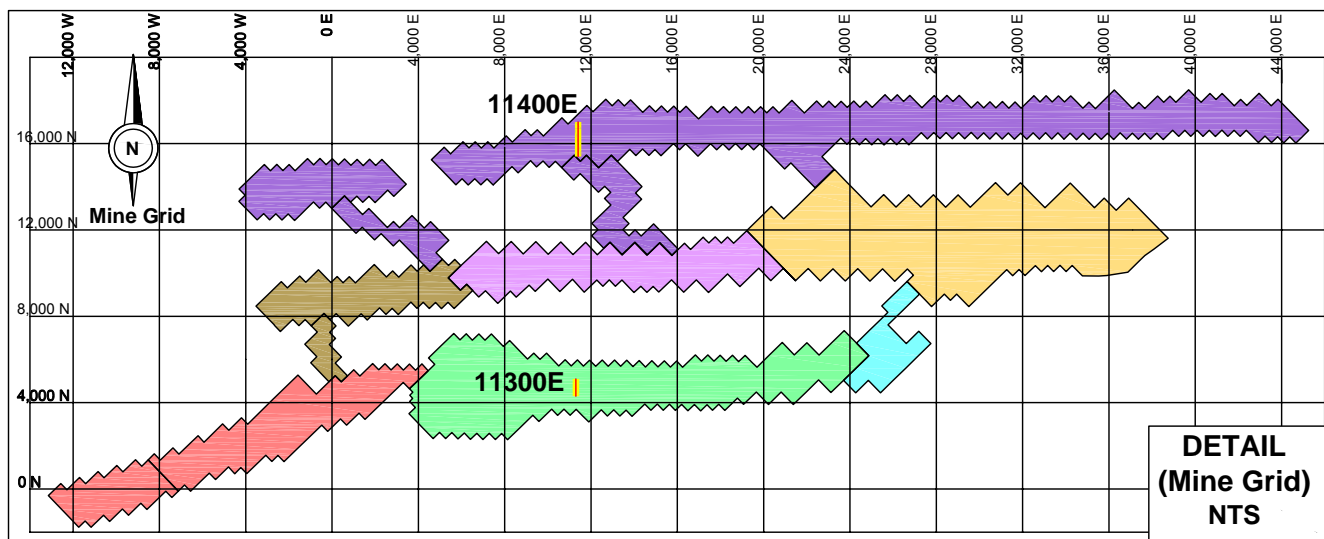 12,000 W
8,000 W
4,000 W
0 E
4,000 E
8,000 E
12,000 E
16,000 E
20,000 E
24,000 E
28,000 E
32,000 E
36,000 E
40,000 E
44,000 E
11400E
16,000 N
N
Mine Grid
12,000 N
8,000 N
11300E
4,000 N
0 N
DETAIL
(Mine Grid)
NTS